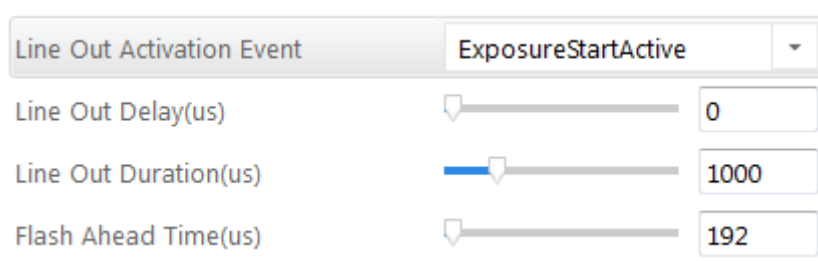 Line Out Activation Event ExposureStartActive
Line Out Delay(us) 0
Line Out Duration(us) 1000
Flash Ahead Time(us) 192